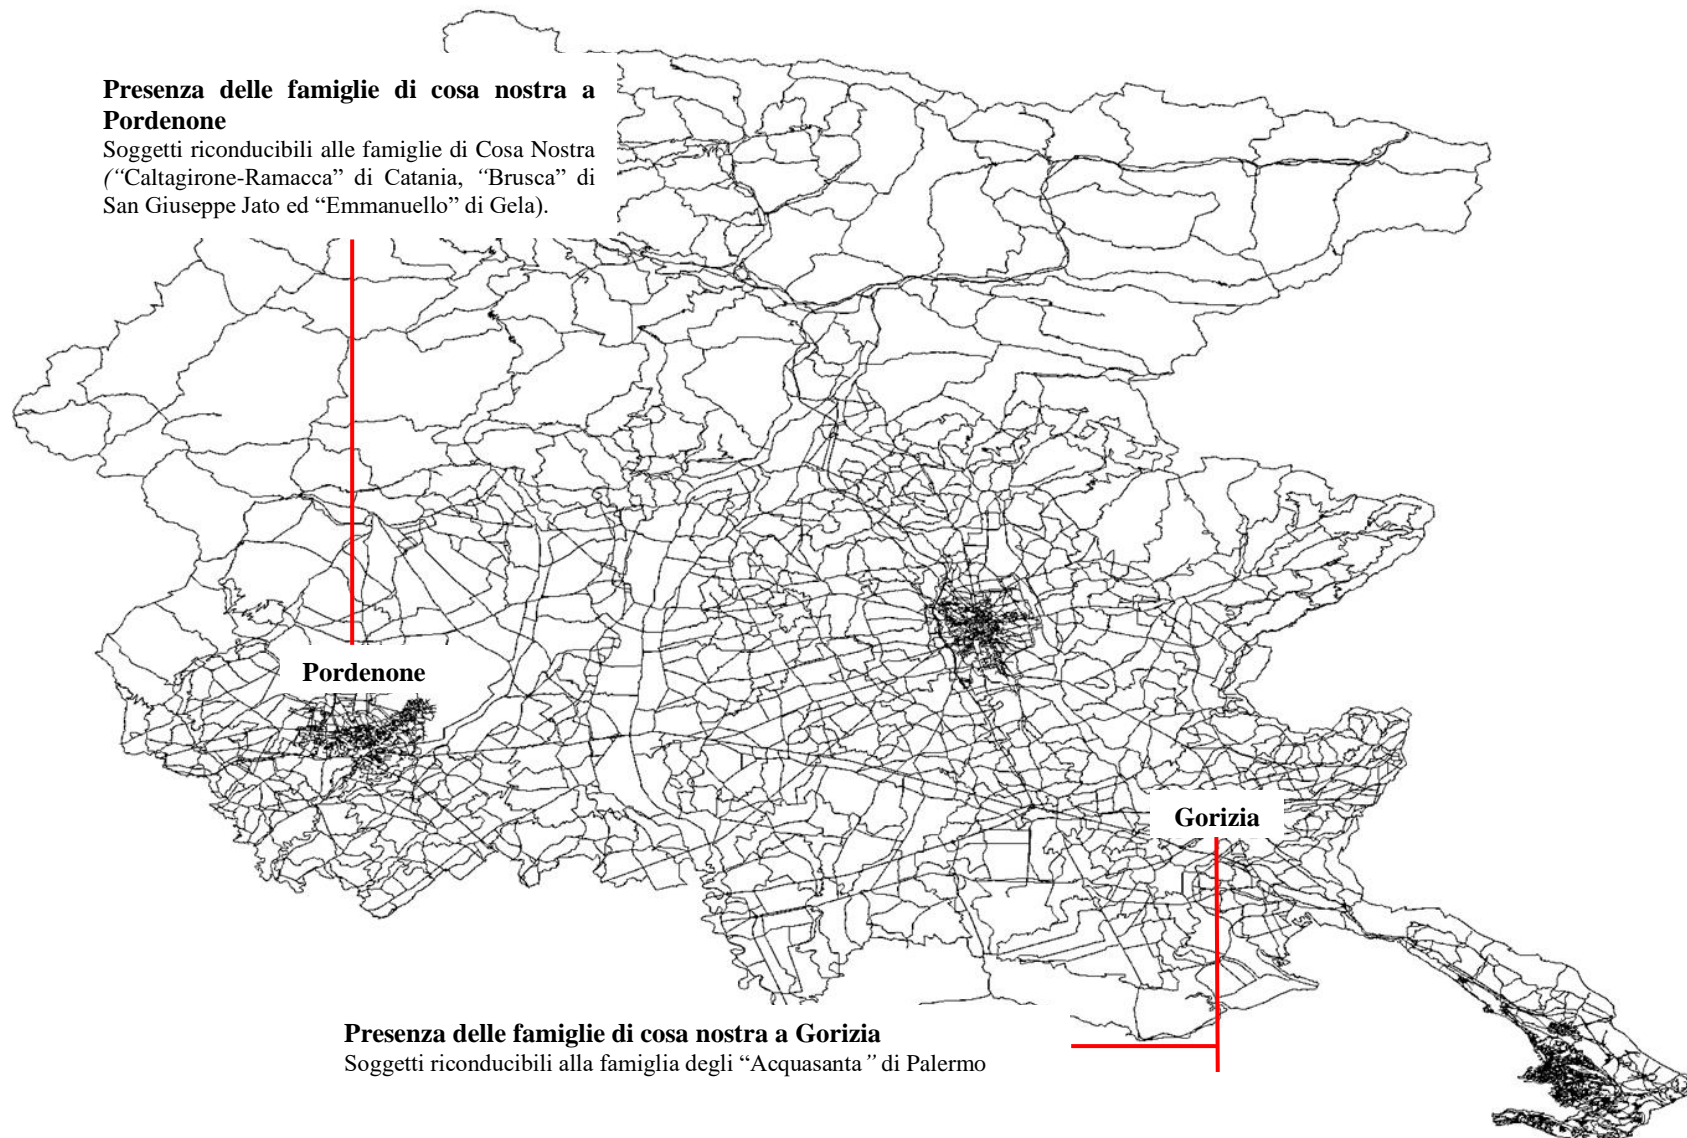 Presenza delle famiglie di cosa nostra a
Pordenone
Soggetti riconducibili alle famiglie di Cosa Nostra
(“Caltagirone-Ramacca” di Catania, “Brusca” di
San Giuseppe Jato ed “Emmanuello” di Gela).
Pordenone
Gorizia
Presenza delle famiglie di cosa nostra a Gorizia
Soggetti riconducibili alla famiglia degli “Acquasanta” di Palermo